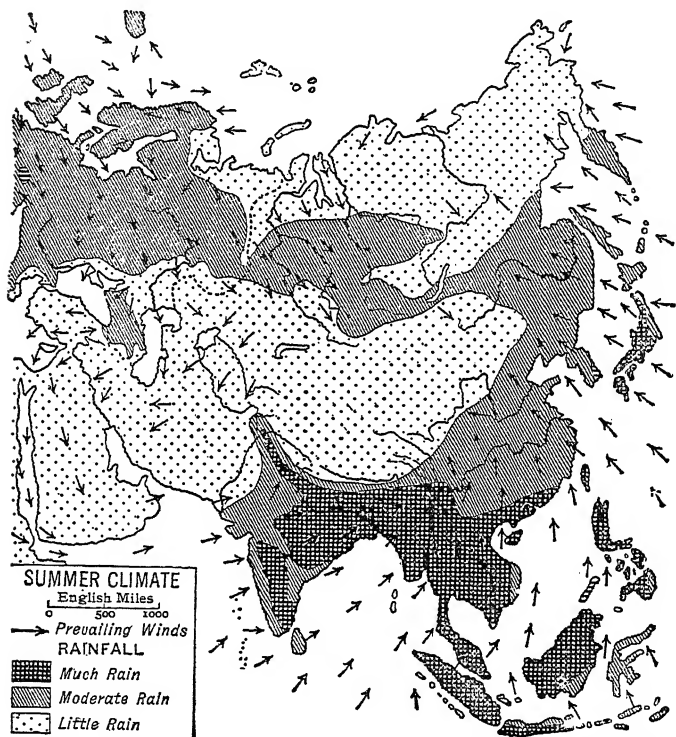 SUMMER CLIMATE
English Miles
0 500 1000
Prevailing Winds
RAINFALL
Much Rain
Moderate Rain
Little Rain